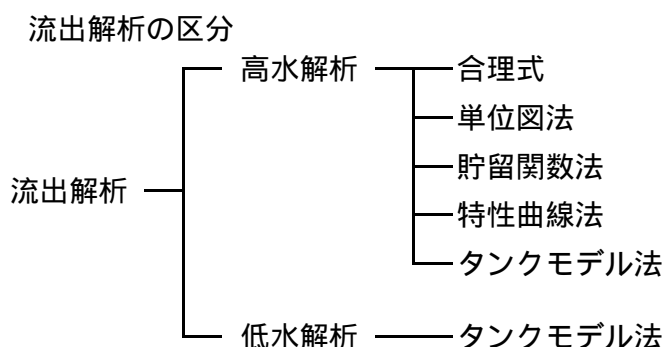 流出解析の区分
高水解析
合理式
単位図法
貯留関数法
流出解析
特性曲線法
タンクモデル法
低水解析
タンクモデル法